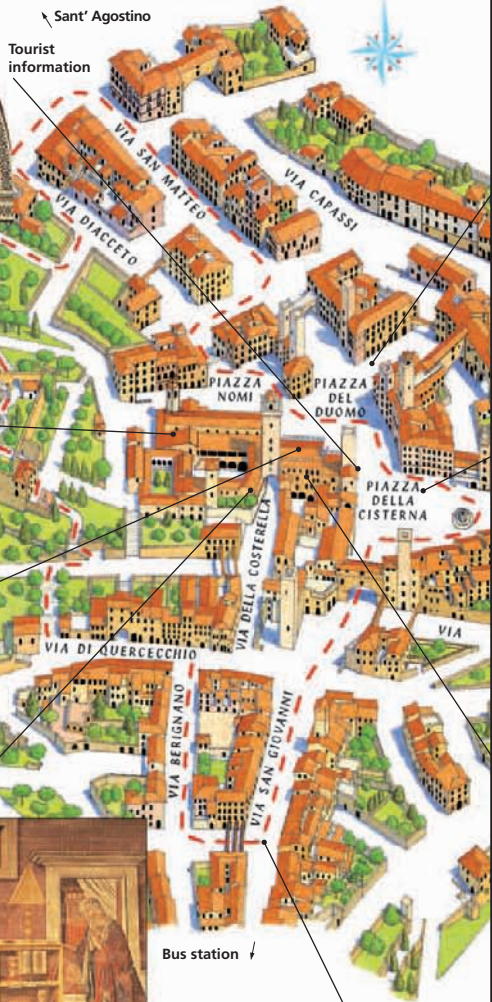 Sant' Agostino
Tourist
information
VIA SAN MATTEO
VIA CAPASSI
VIA DIACCETO
PIAZZA
NOMI
PIAZZA
DEL
DUOMO
PIAZZA
DELLA
CISTERNA
VIA DELLA COSTERELLA
VIA
VIA DI QUERCECCHIO
VIA BERIGNANO
VIA SAN GIOVANNI
Bus station